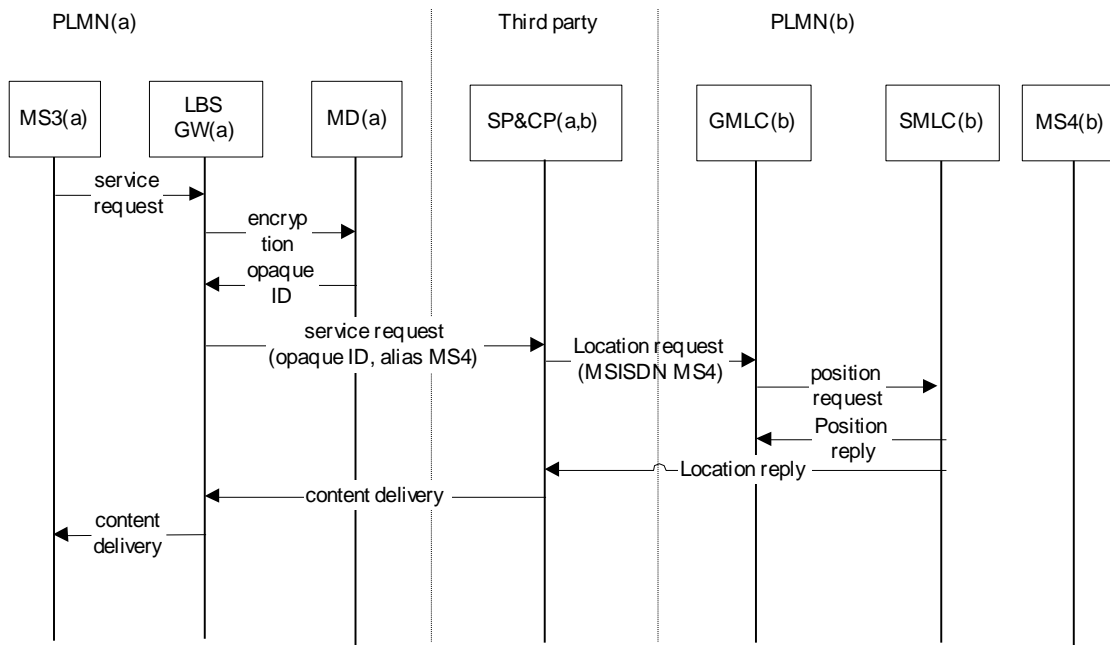 PLMN(a)
Third party
PLMN(b)
MS3(a)
LBS
GW(a)
MD(a)
SP&CP(a,b)
GMLC(b)
SMLC(b)
MS4(b)
service
request
encryp
tion
opaque
ID
service request
(opaque ID, alias MS4)
Location request
(MSISDN MS4)
position
request
Position
reply
Location reply
content delivery
content
delivery